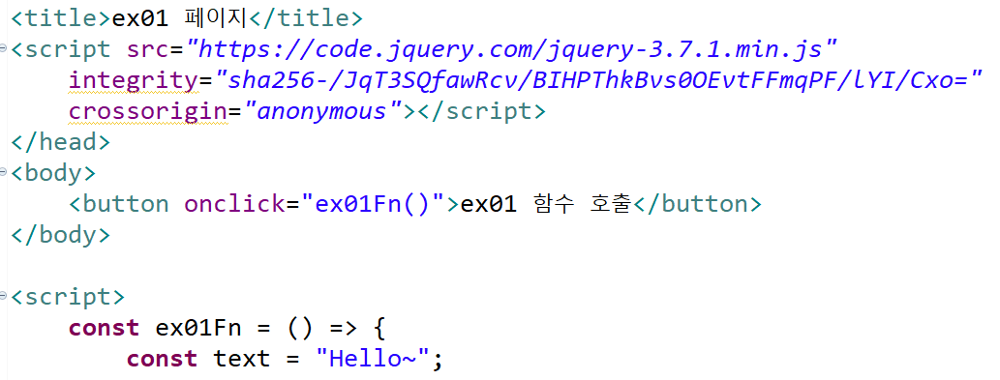 <title>ex01 페이지</title>
<script src="https://code.jquery.com/jquery-3.7.1.min.js"
integrity="sha256-/JqT3SQfawRcv/BIHPThkBvs0OEvtFFmqPF/lYI/Cxo="
crossorigin="anonymous"></script>
</head>
<body>
<button onclick="ex01Fn()">ex01 함수 호출</button>
</body>
<script>
const ex01Fn = () => {
const text = "Hello~";